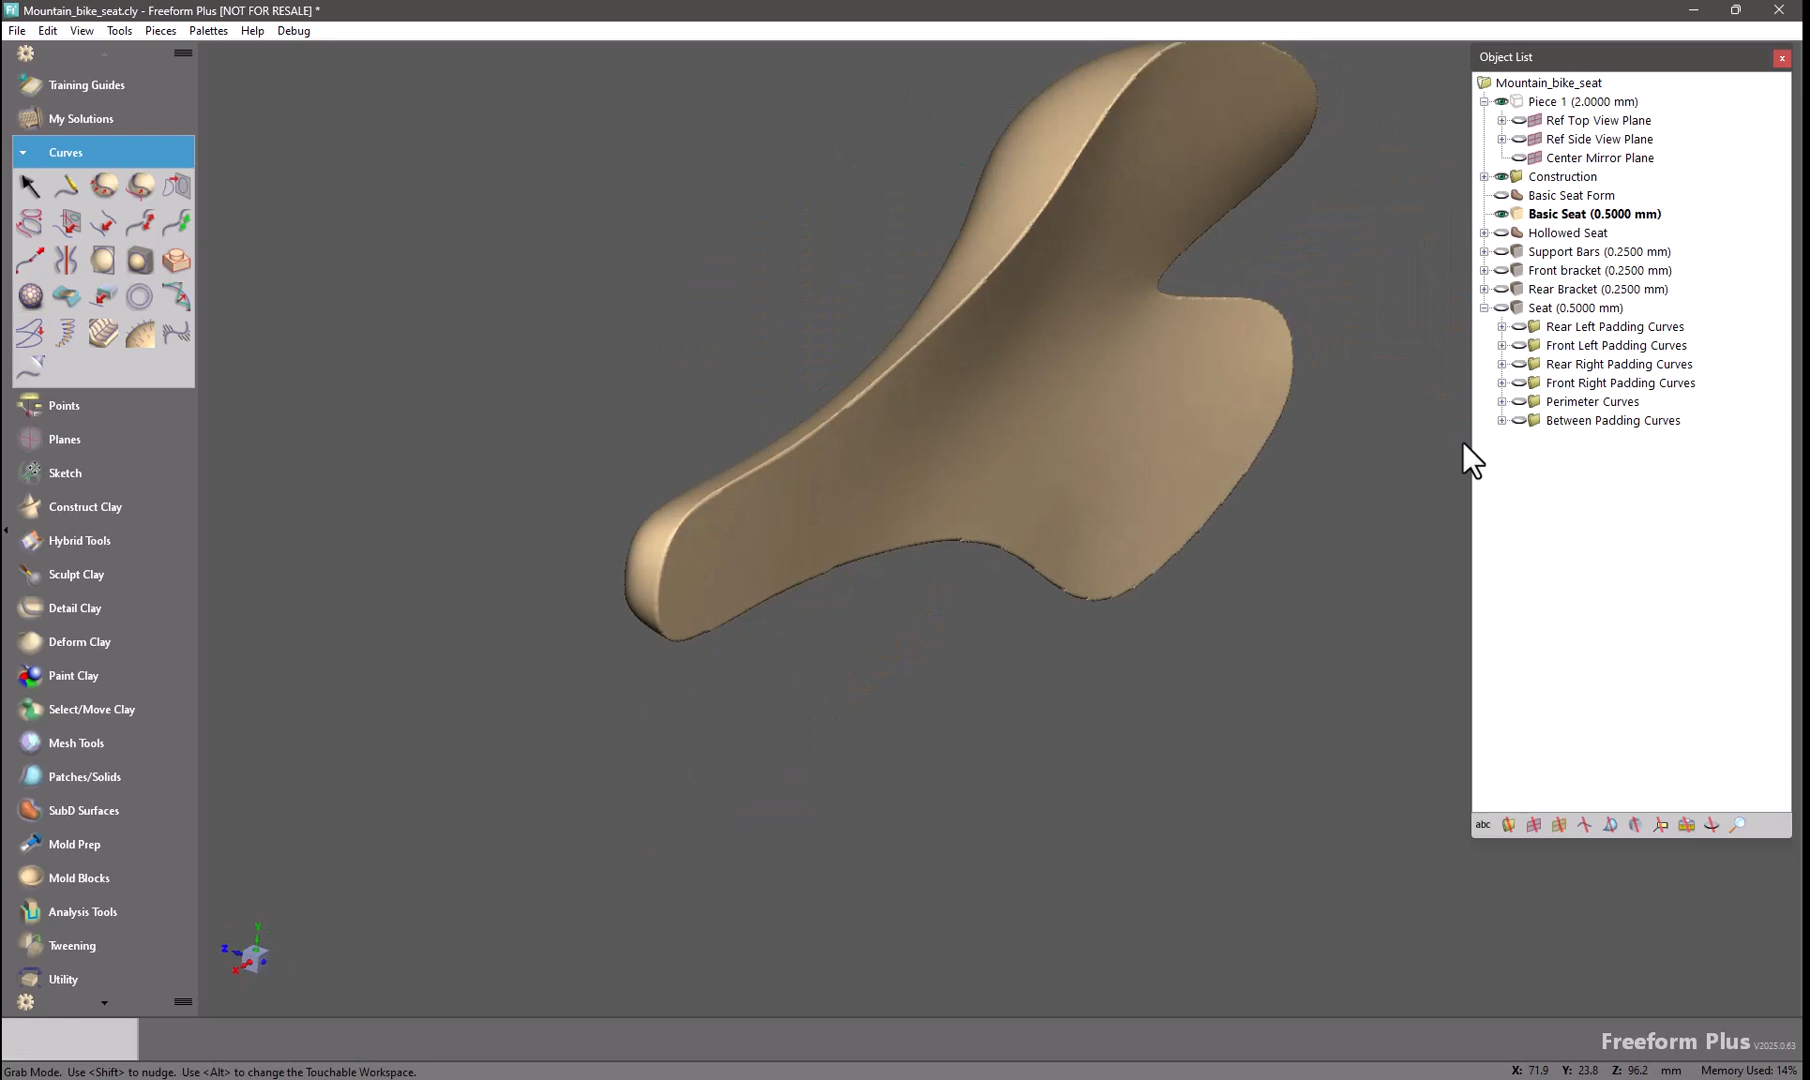 Mountain_bike_seat.cly - Freeform Plus [NOT FOR RESALE] *
File Edit View Tools Pieces Palettes Help Debug
Training Guides
My Solutions
Curves
Points
Planes
Sketch
Construct Clay
Hybrid Tools
Sculpt Clay
Detail Clay
Deform Clay
Paint Clay
Select/Move Clay
Mesh Tools
Patches/Solids
SubD Surfaces
Mold Prep
Mold Blocks
Analysis Tools
Tweening
Utility
Y
Z
X
Object List
x
Mountain_bike_seat
Piece 1 (2.0000 mm)
Ref Top View Plane
Ref Side View Plane
Center Mirror Plane
Construction
Basic Seat Form
Basic Seat (0.5000 mm)
Hollowed Seat
Support Bars (0.2500 mm)
Front bracket (0.2500 mm)
Rear Bracket (0.2500 mm)
Seat (0.5000 mm)
Rear Left Padding Curves
Front Left Padding Curves
Rear Right Padding Curves
Front Right Padding Curves
Perimeter Curves
Between Padding Curves
abc
Freeform Plus V2025.0.63
Grab Mode. Use <Shift> to nudge. Use <Alt> to change the Touchable Workspace.
X: 71.9 Y: 23.8 Z: 96.2 mm Memory Used: 14%